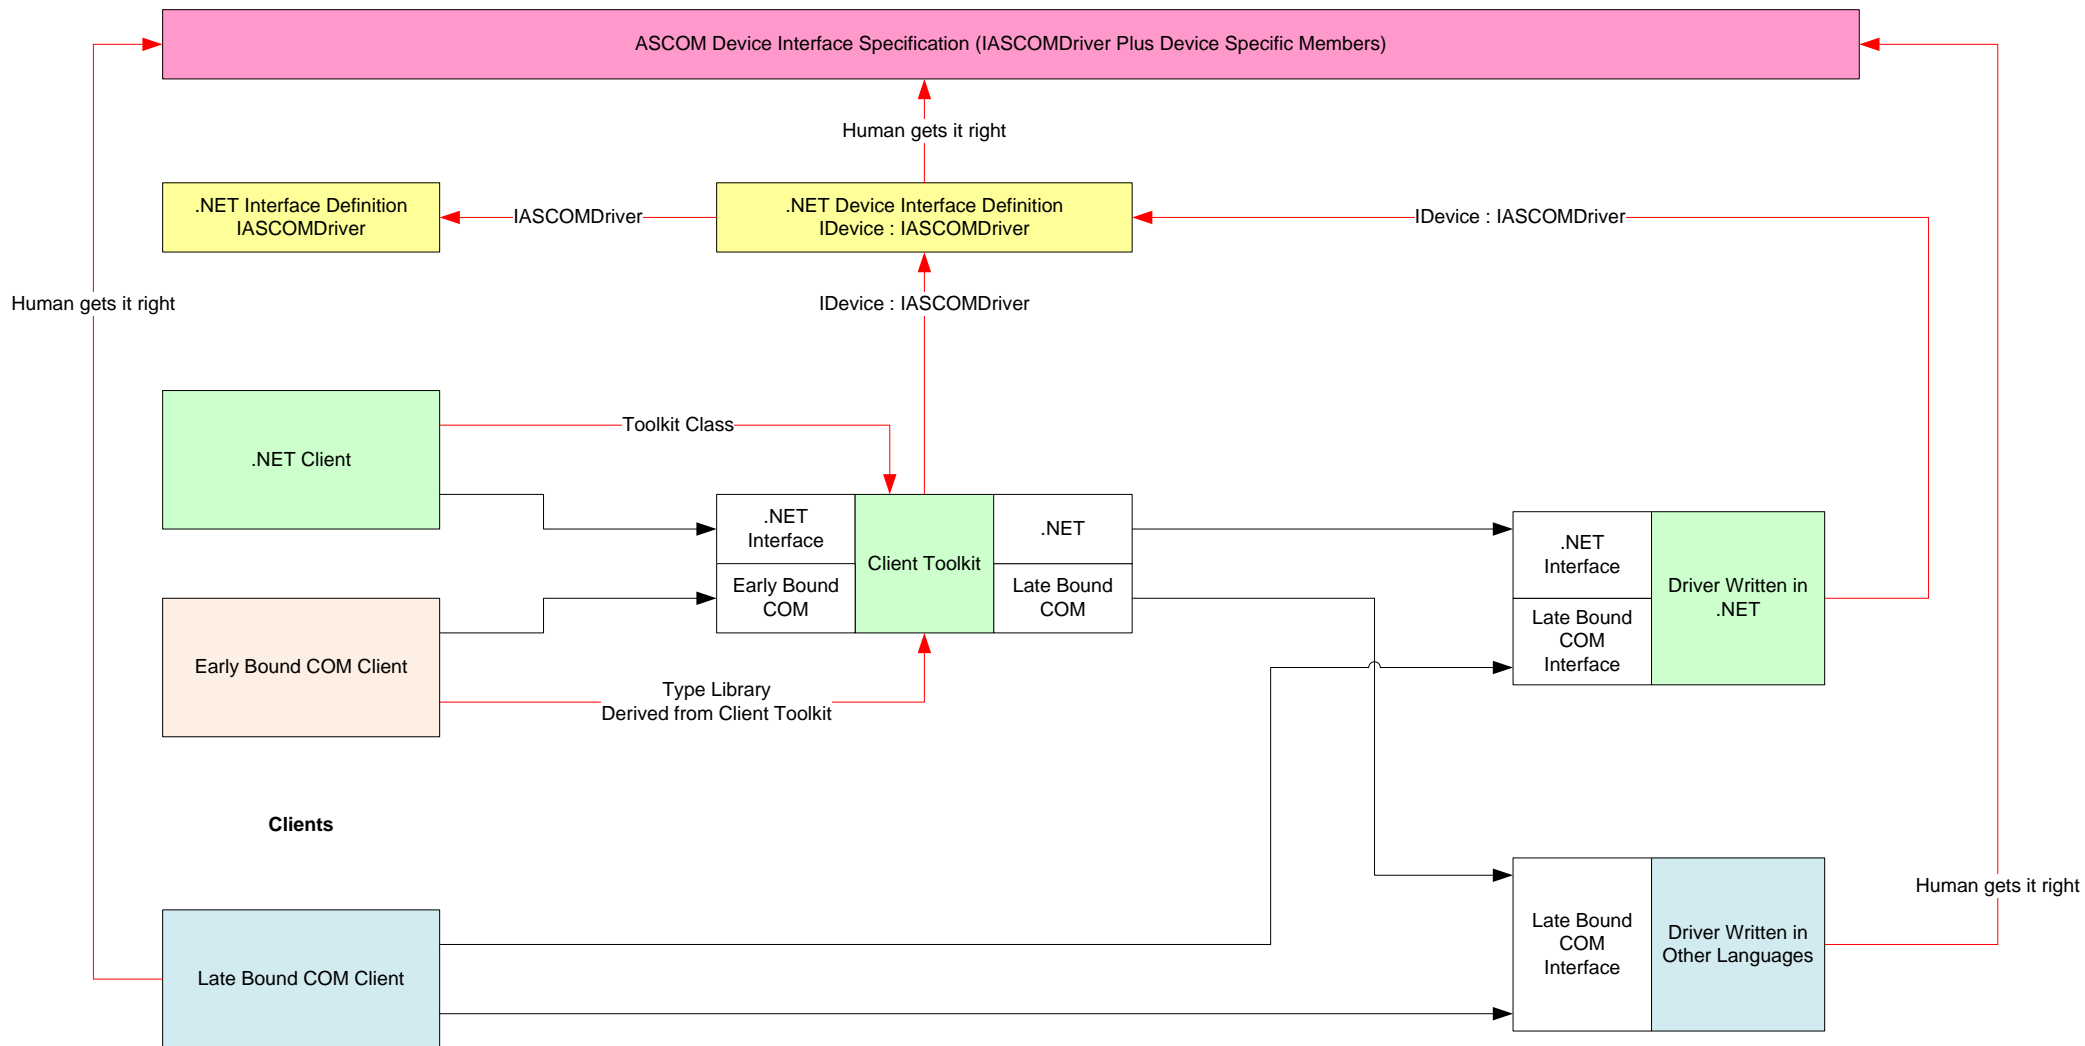 ASCOM Device Interface Specification (IASCOMDriver Plus Device Specific Members)
Human gets it right
.NET Interface Definition
IASCOMDriver
IASCOMDriver
.NET Device Interface Definition
IDevice : IASCOMDriver
IDevice : IASCOMDriver
Human gets it right
IDevice : IASCOMDriver
.NET Client
Toolkit Class
.NET
Interface
Early Bound
COM
Client Toolkit
.NET
Late Bound
COM
.NET
Interface
Late Bound
COM
Interface
Driver Written in
.NET
Early Bound COM Client
Type Library
Derived from Client Toolkit
Clients
Late Bound COM Client
Late Bound
COM
Interface
Driver Written in
Other Languages
Human gets it right